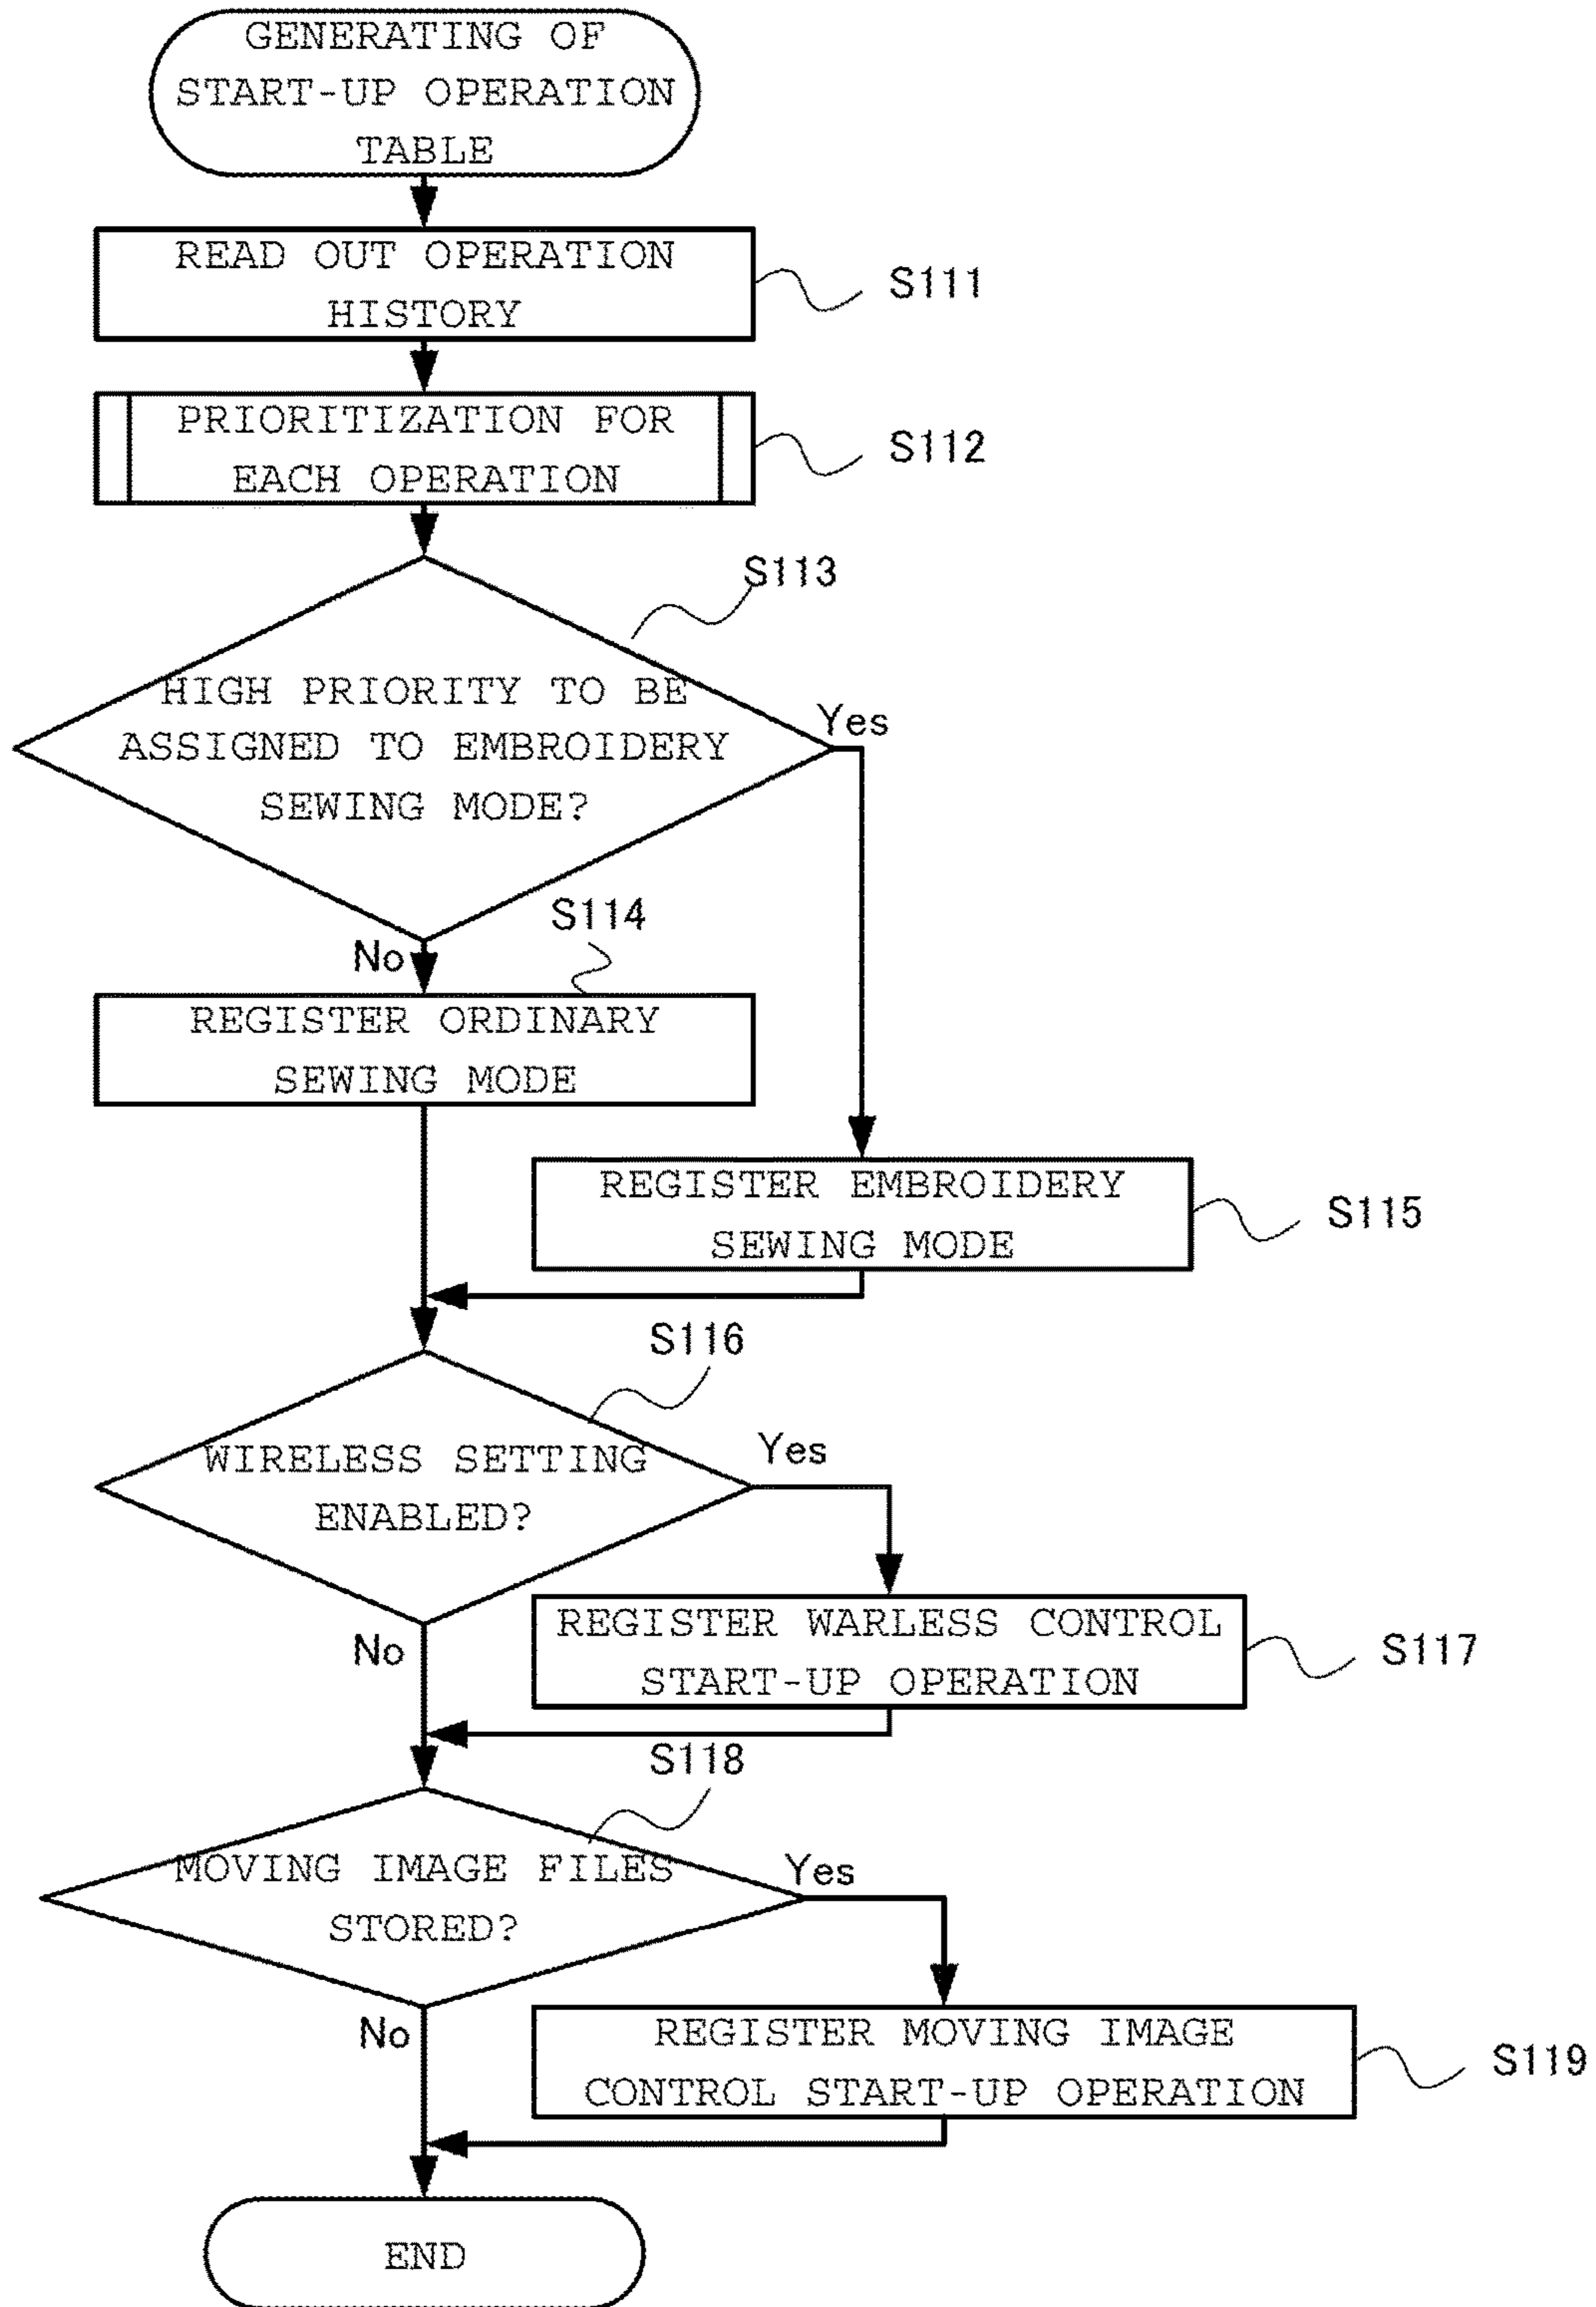 GENERATING OF
START-UP OPERATION
TABLE
READ OUT OPERATION
HISTORY
S111
PRIORITIZATION FOR
EACH OPERATION
S112
S113
HIGH PRIORITY TO BE
ASSIGNED TO EMBROIDERY
SEWING MODE?
Yes
No
S114
REGISTER ORDINARY
SEWING MODE
REGISTER EMBROIDERY
SEWING MODE
S115
S116
WIRELESS SETTING
ENABLED?
Yes
No
REGISTER WARLESS CONTROL
START-UP OPERATION
S117
S118
MOVING IMAGE FILES
STORED?
Yes
No
REGISTER MOVING IMAGE
CONTROL START-UP OPERATION
S119
END